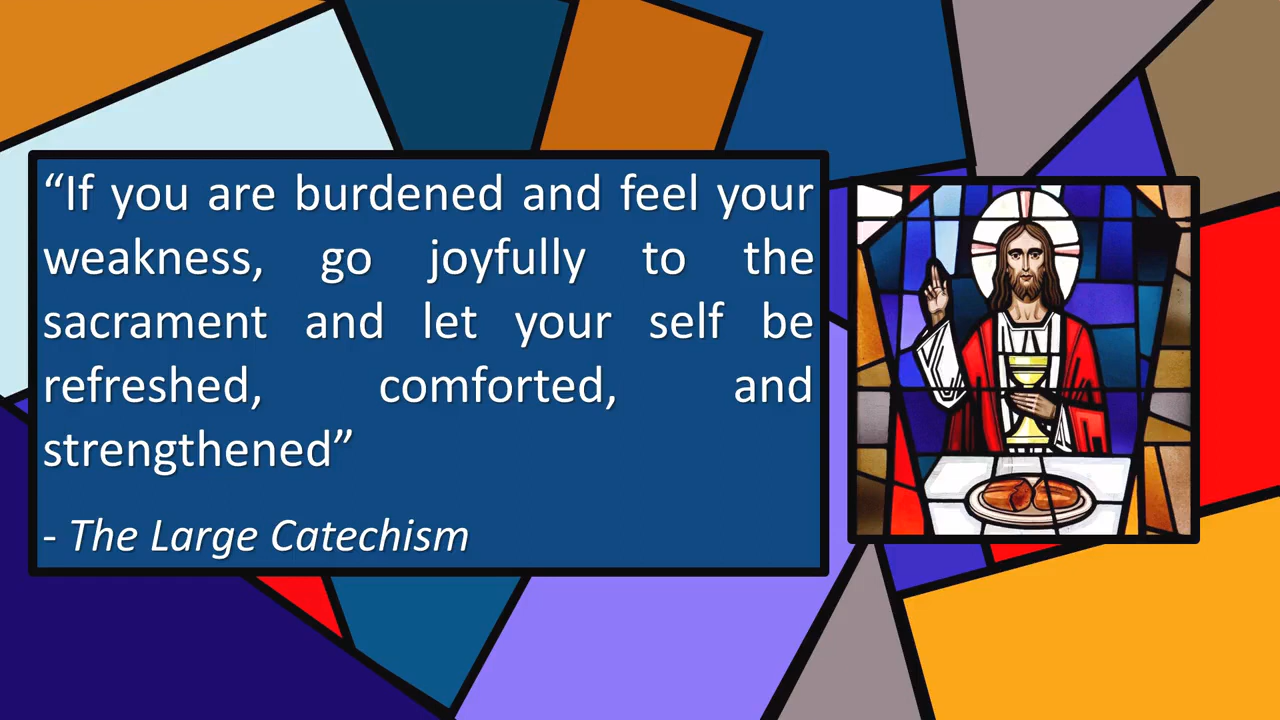 “If you are burdened and feel your
weakness, go joyfully to the
sacrament and let your self be
refreshed, comforted, and
strengthened”
- The Large Catechism